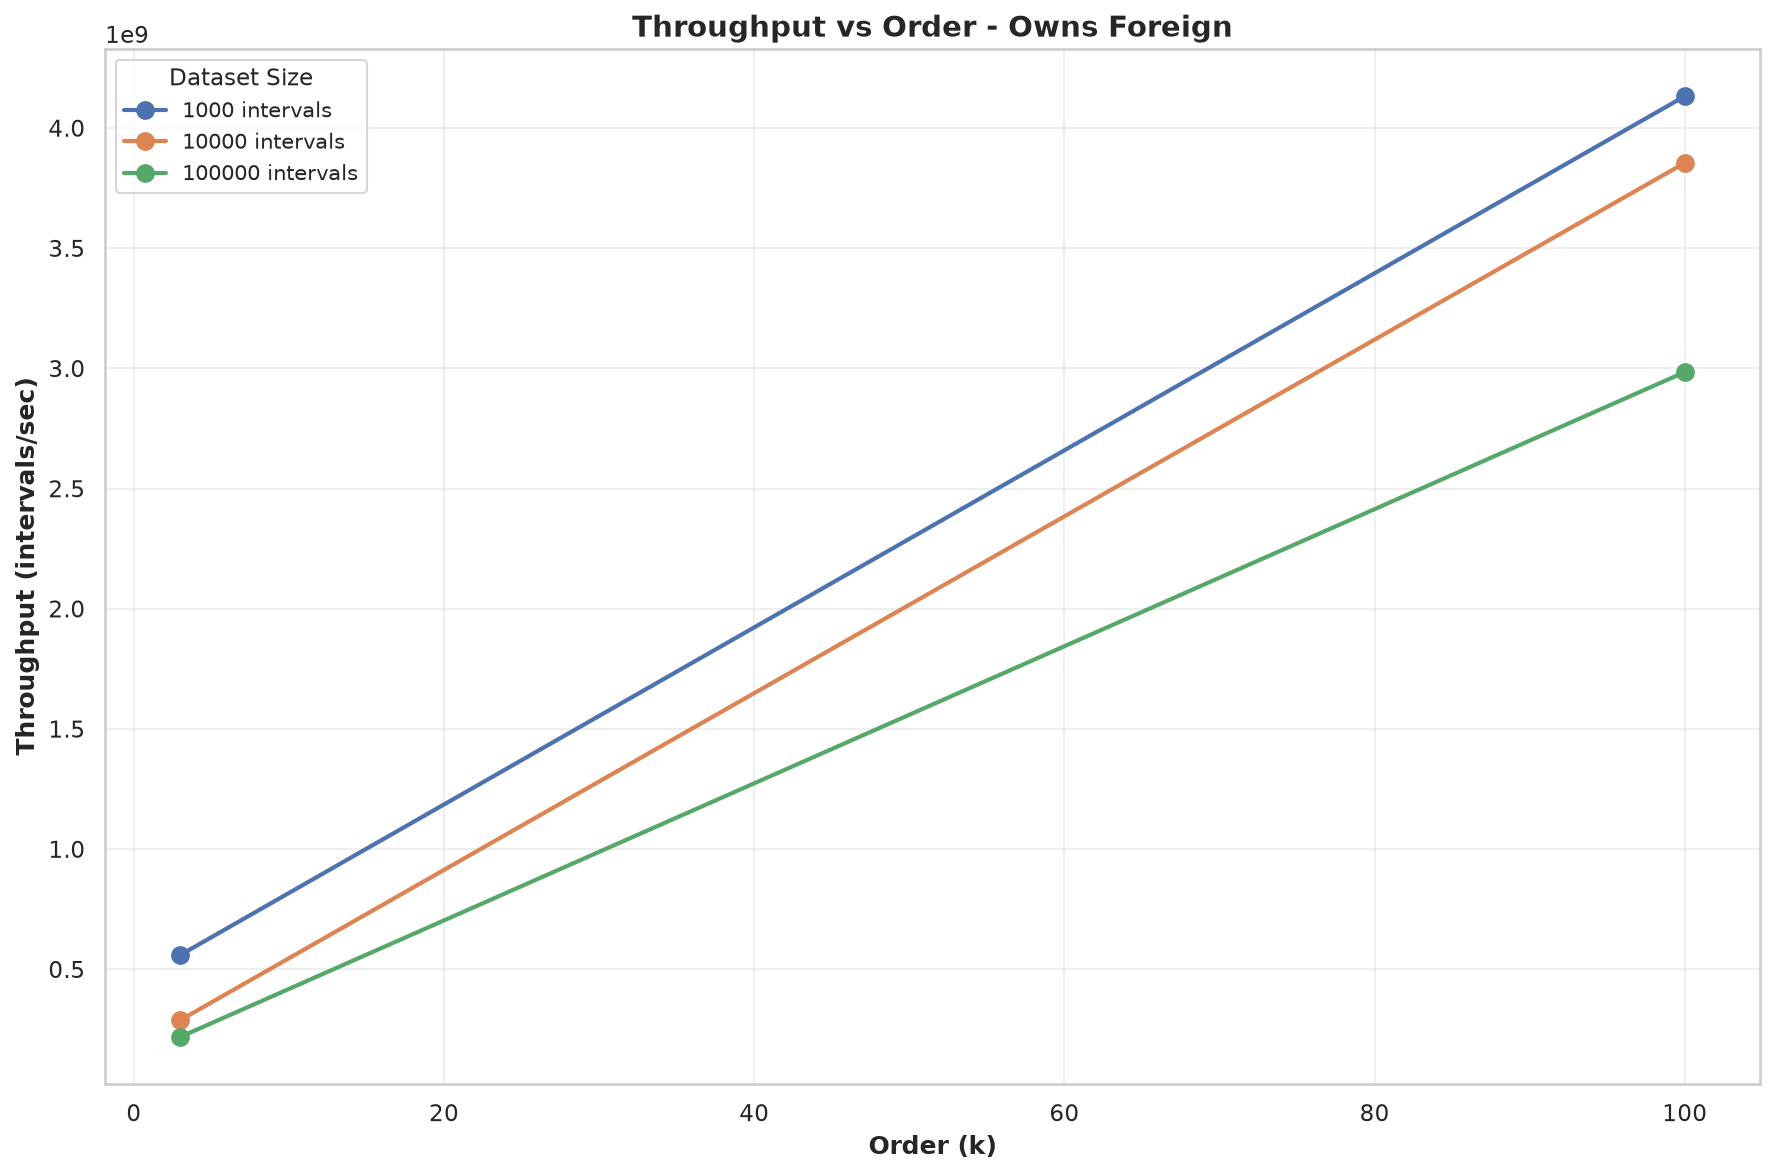 Throughput vs Order - Owns Foreign
1e9
Dataset Size
1000 intervals
10000 intervals
100000 intervals
4.0
3.5
3.0
2.5
2.0
1.5
1.0
0.5
Throughput (intervals/sec)
0 20 40 60 80 100
Order (k)